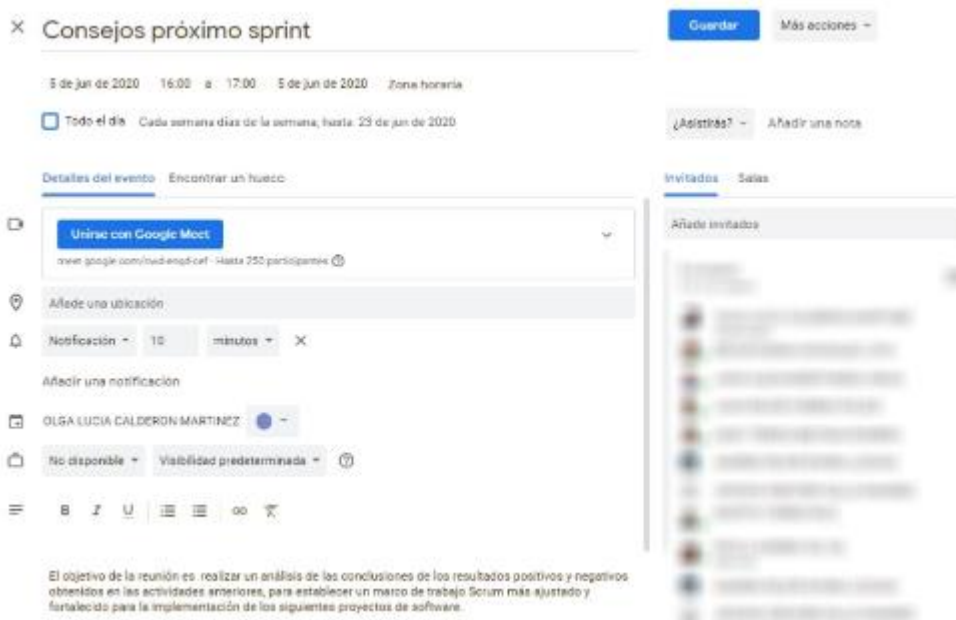 Consejos próximo sprint
Guardar
Más acciones
5 de jun de 2020 16:00 a 17:00 5 de jun de 2020 Zona horaria
Todo el día Cada semana días de la semana; hasta: 23 de jun de 2020
¿Asistirás?
Añadir una nota
Detalles del evento Encontrar un hueco
Invitados Salas
Unirse con Google Meet
Hasta 250 participantes
Añade invitados
Añade una ubicación
Notificación 10 minutos
Añadir una notificación
OLGA LUCIA CALDERON MARTINEZ
No disponible Visibilidad predeterminada
B I U
El objetivo de la reunión es realizar un análisis de las conclusiones de los resultados positivos y negativos
obtenidos en las actividades anteriores, para establecer un marco de trabajo Scrum más ajustado y
fortalecido para la implementación de los siguientes proyectos de software.